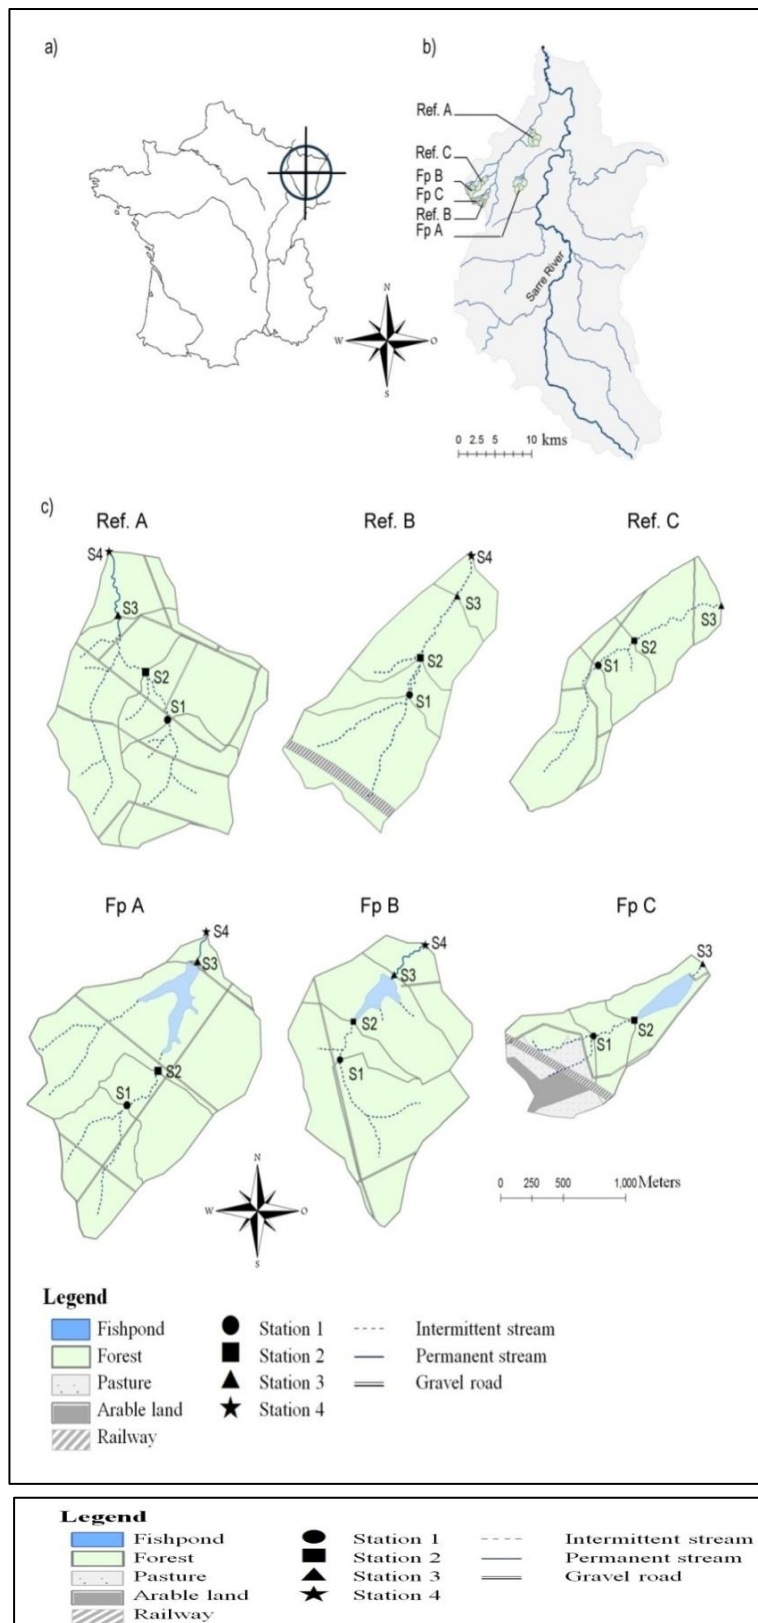 a)
b)
Ref. A
Ref. C
Fp B
Fp C
Ref. B
Fp A
Sarre River
N
W
O
S
0 2.5 5 10 kms
c)
Ref. A
Ref. B
Ref. C
S4
S3
S2
S1
S4
S3
S2
S1
S1
S2
S3
Fp A
Fp B
Fp C
S4
S3
S2
S1
S4
S3
S2
S1
S3
S2
S1
N
W
O
S
0 250 500 1,000 Meters
Legend
Fishpond
Forest
Pasture
Arable land
Railway
Station 1
Station 2
Station 3
Station 4
Intermittent stream
Permanent stream
Gravel road
Legend
Fishpond
Forest
Pasture
Arable land
Railway
Station 1
Station 2
Station 3
Station 4
Intermittent stream
Permanent stream
Gravel road